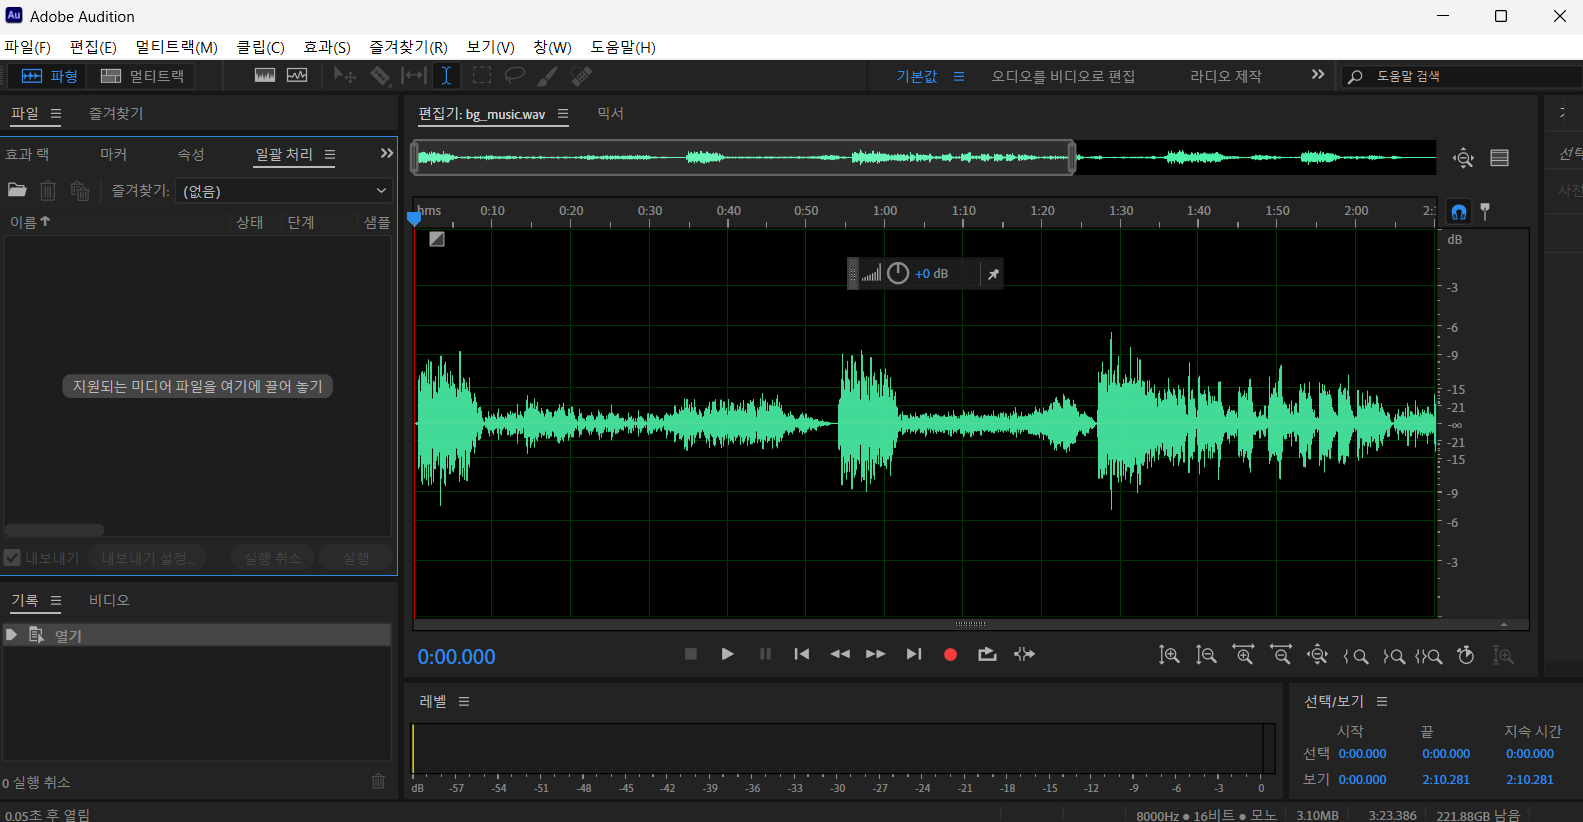 Au Adobe Audition
파일(F) 편집(E) 멀티트랙(M) 클립(C) 효과(S) 즐겨찾기(R) 보기(V) 창(W) 도움말(H)
파형 멀티트랙 기본값 오디오를 비디오로 편집 라디오 제작 도움말 검색
파일 즐겨찾기
편집기: bg_music.wav 믹서
효과 랙 마커 속성 일괄 처리
즐겨찾기: (없음)
이름 상태 단계 샘플
지원되는 미디어 파일을 여기에 끌어 놓기
내보내기 내보내기 설정... 실행 취소 실행
기록 비디오
열기
0 실행 취소
0.05초 후 열림
hms 0:10 0:20 0:30 0:40 0:50 1:00 1:10 1:20 1:30 1:40 1:50 2:00
+0 dB
dB
-3
-6
-9
-15
-21
-∞
-21
-15
-9
-6
-3
0:00.000
레벨
dB -57 -54 -51 -48 -45 -42 -39 -36 -33 -30 -27 -24 -21 -18 -15 -12 -9 -6 -3 0
선택/보기
시작 끝 지속 시간
선택 0:00.000 0:00.000 0:00.000
보기 0:00.000 2:10.281 2:10.281
8000Hz ● 16비트 ● 모노 3.10MB 3:23.386 221.88GB 남음